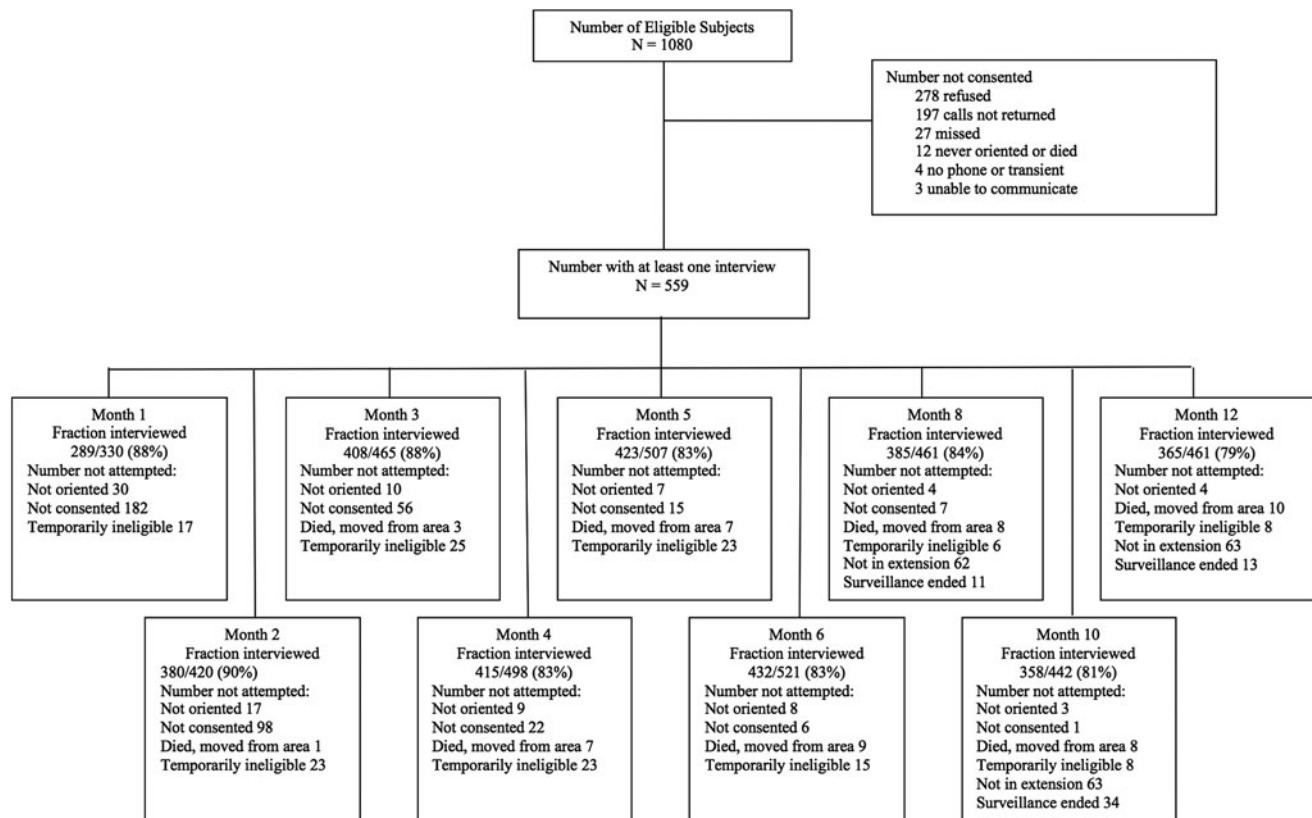 Number of Eligible Subjects
N = 1080
Number not consented
278 refused
197 calls not returned
27 missed
12 never oriented or died
4 no phone or transient
3 unable to communicate
Number with at least one interview
N = 559
Month 1
Fraction interviewed
289/330 (88%)
Number not attempted:
Not oriented 30
Not consented 182
Temporarily ineligible 17
Month 3
Fraction interviewed
408/465 (88%)
Number not attempted:
Not oriented 10
Not consented 56
Died, moved from area 3
Temporarily ineligible 25
Month 5
Fraction interviewed
423/507 (83%)
Number not attempted:
Not oriented 7
Not consented 15
Died, moved from area 7
Temporarily ineligible 23
Month 8
Fraction interviewed
385/461 (84%)
Number not attempted:
Not oriented 4
Not consented 7
Died, moved from area 8
Temporarily ineligible 6
Not in extension 62
Surveillance ended 11
Month 12
Fraction interviewed
365/461 (79%)
Number not attempted:
Not oriented 4
Died, moved from area 10
Temporarily ineligible 8
Not in extension 63
Surveillance ended 13
Month 2
Fraction interviewed
380/420 (90%)
Number not attempted:
Not oriented 17
Not consented 98
Died, moved from area 1
Temporarily ineligible 23
Month 4
Fraction interviewed
415/498 (83%)
Number not attempted:
Not oriented 9
Not consented 22
Died, moved from area 7
Temporarily ineligible 23
Month 6
Fraction interviewed
432/521 (83%)
Number not attempted:
Not oriented 8
Not consented 6
Died, moved from area 9
Temporarily ineligible 15
Month 10
Fraction interviewed
358/442 (81%)
Number not attempted:
Not oriented 3
Not consented 1
Died, moved from area 8
Temporarily ineligible 8
Not in extension 63
Surveillance ended 34